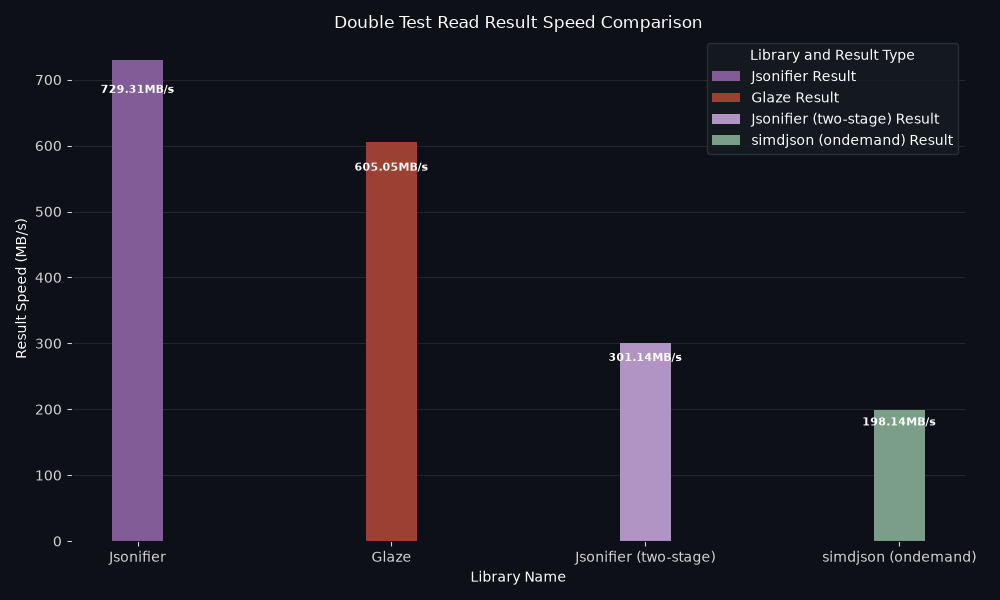 Double Test Read Result Speed Comparison
Library and Result Type
Jsonifier Result
Glaze Result
Jsonifier (two-stage) Result
simdjson (ondemand) Result
Result Speed (MB/s)
700
600
500
400
300
200
100
0
729.31MB/s
605.05MB/s
301.14MB/s
198.14MB/s
Jsonifier
Glaze
Jsonifier (two-stage)
simdjson (ondemand)
Library Name